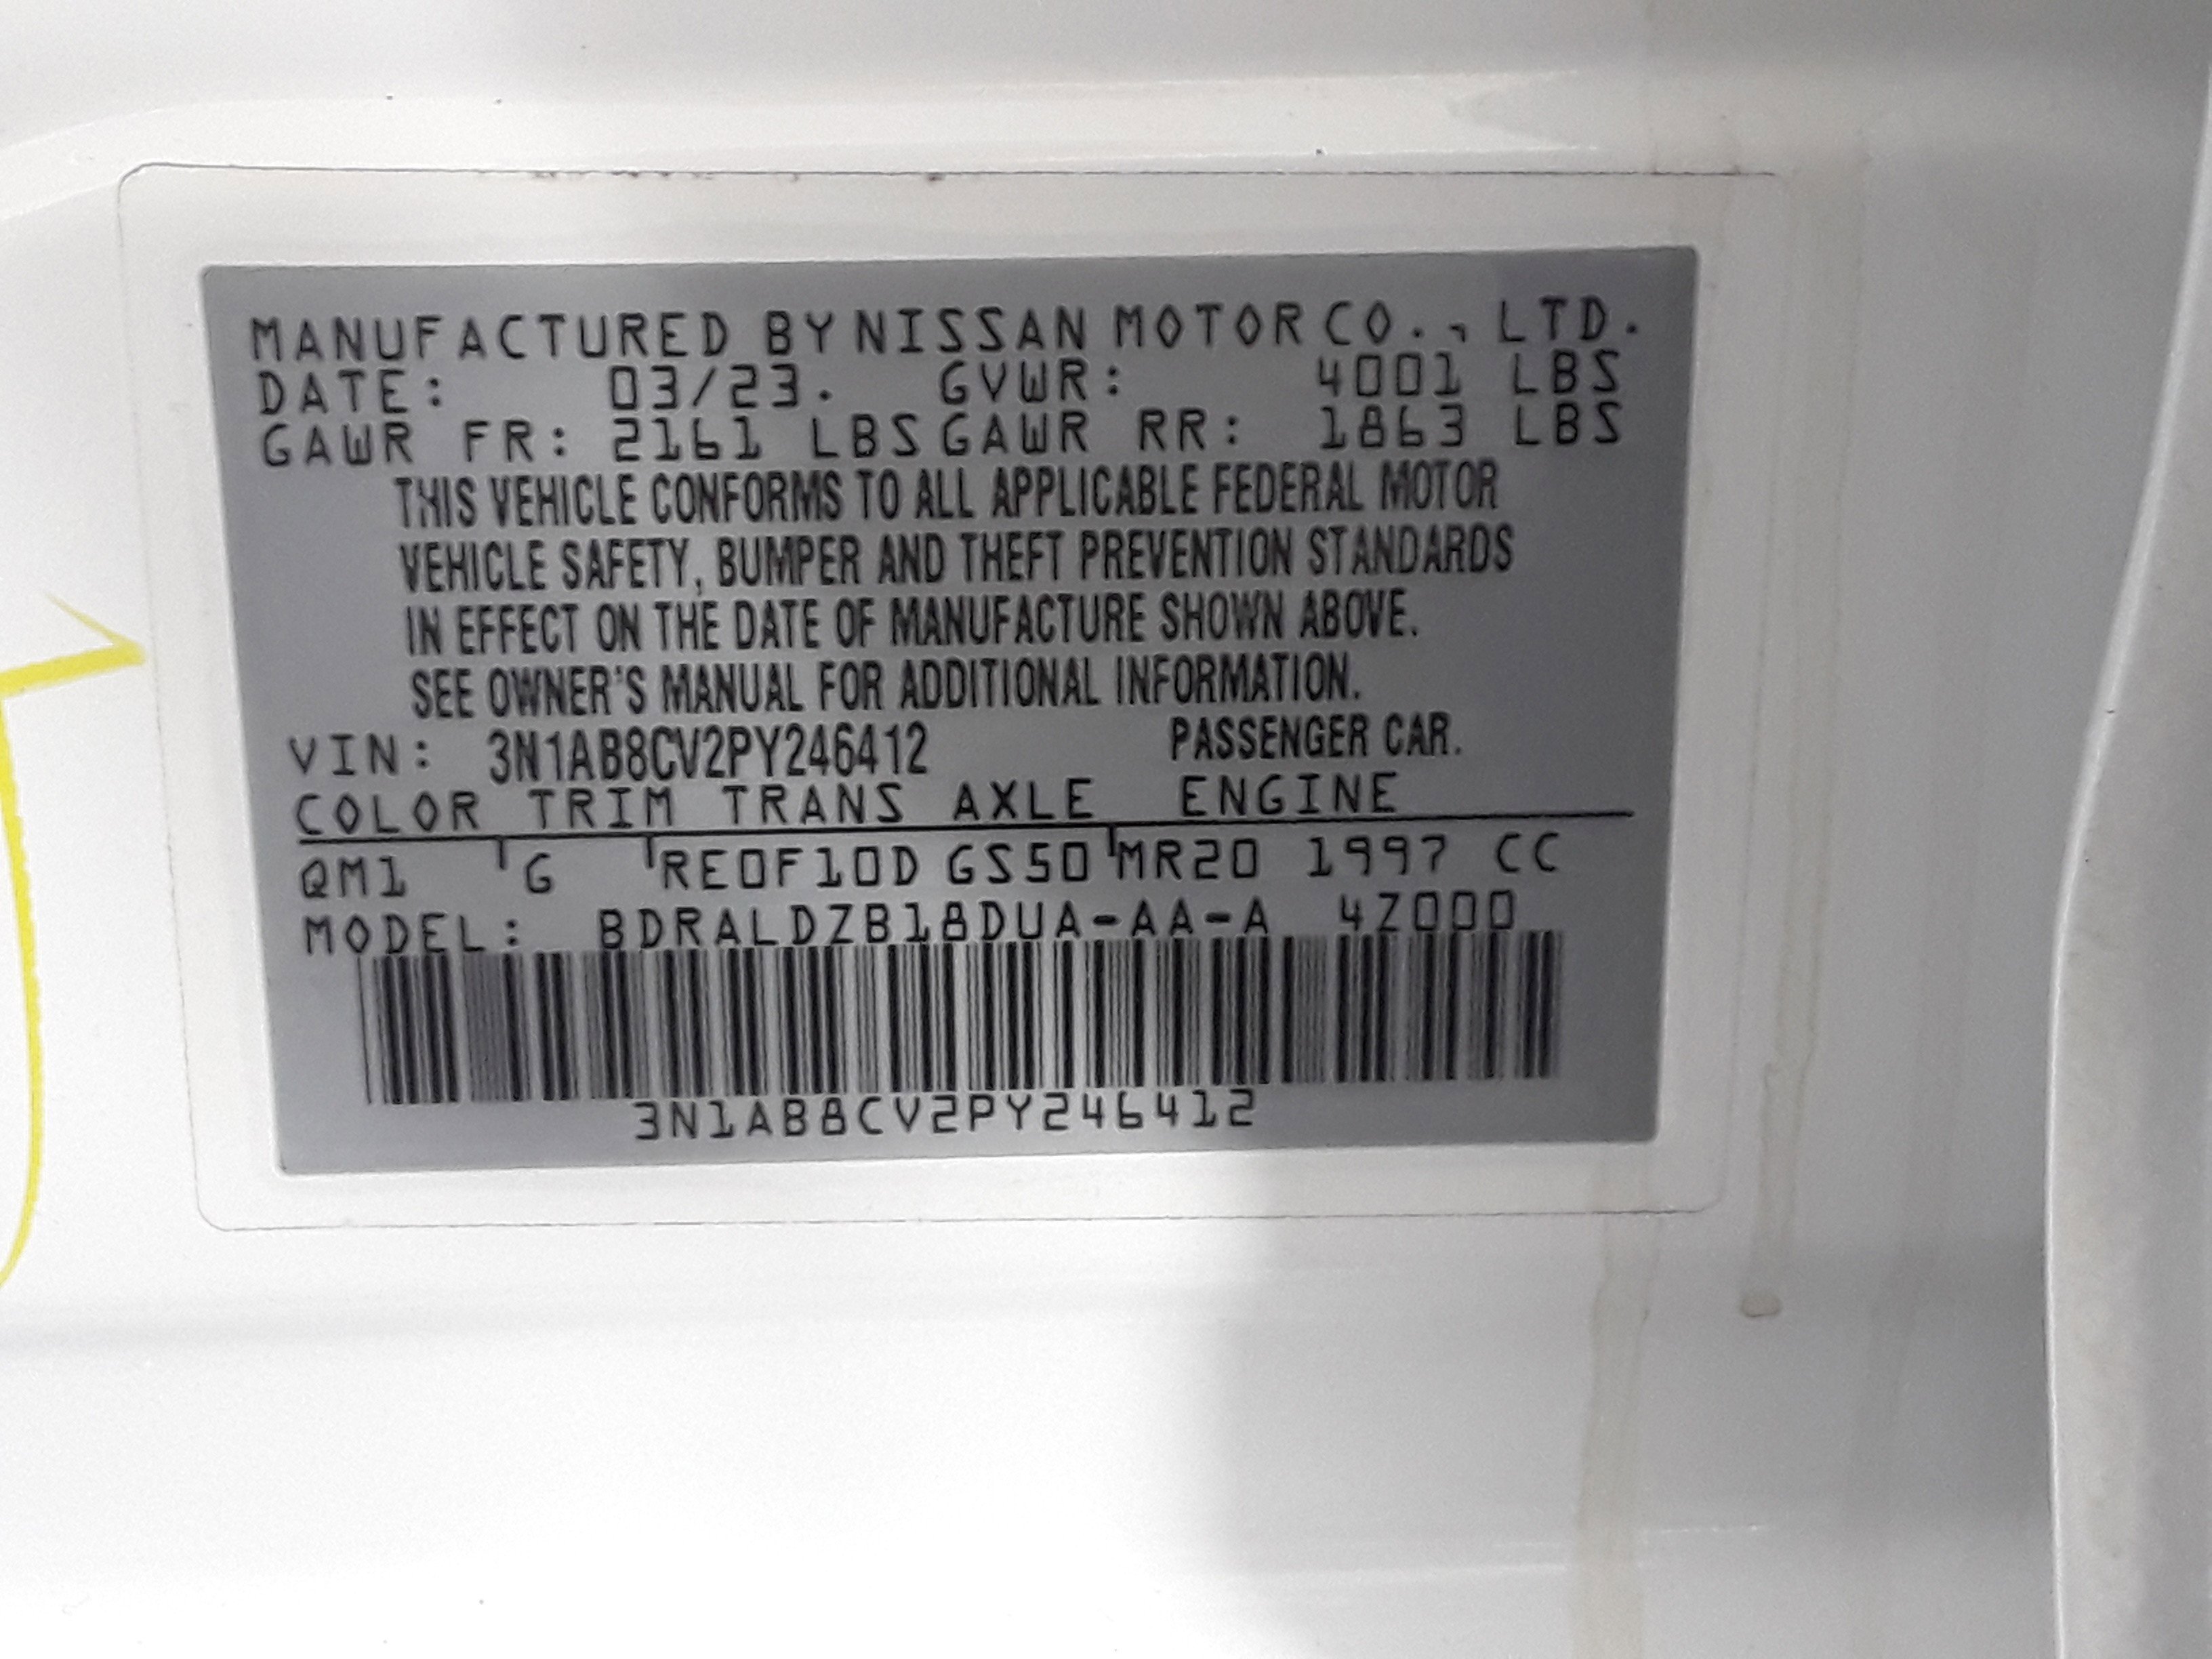 MANUFACTURED BY NISSAN MOTOR CO., LTD.
DATE: 03/23. GVWR: 4001 LBS
GAWR FR: 2161 LBS GAWR RR: 1863 LBS
THIS VEHICLE CONFORMS TO ALL APPLICABLE FEDERAL MOTOR
VEHICLE SAFETY, BUMPER AND THEFT PREVENTION STANDARDS
IN EFFECT ON THE DATE OF MANUFACTURE SHOWN ABOVE.
SEE OWNER'S MANUAL FOR ADDITIONAL INFORMATION.
VIN: 3N1AB8CV2PY246412 PASSENGER CAR.
COLOR TRIM TRANS AXLE ENGINE
QM1 G RE0F10D GS50 MR20 1997 CC
MODEL: BDRALDZB18DUA-AA-A 4Z000
3N1AB8CV2PY246412